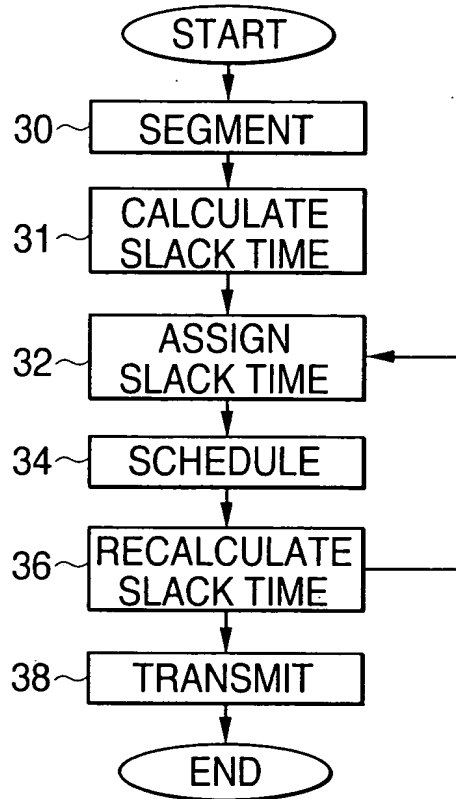 START
30 SEGMENT
31 CALCULATE
SLACK TIME
32 ASSIGN
SLACK TIME
34 SCHEDULE
36 RECALCULATE
SLACK TIME
38 TRANSMIT
END